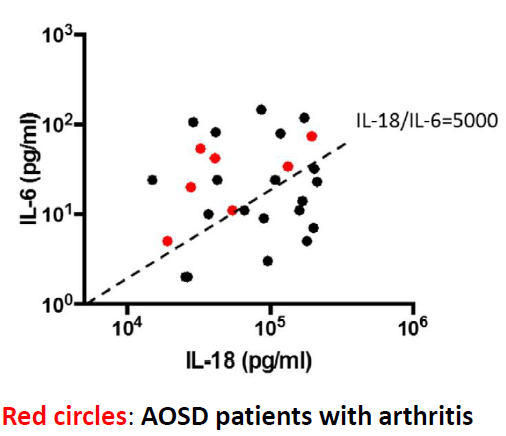 10³
10²
10¹
10⁰
IL-6 (pg/ml)
IL-18/IL-6=5000
10⁴ 10⁵ 10⁶
IL-18 (pg/ml)
Red circles: AOSD patients with arthritis